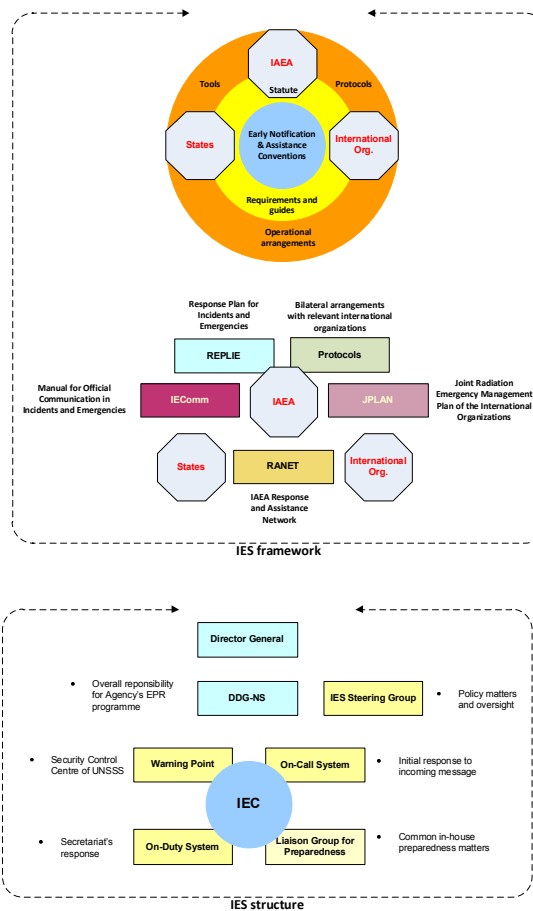 IAEA
Tools
Protocols
Statute
States
Early Notification
& Assistance
Conventions
International
Org.
Requirements and
guides
Operational
arrangements
Response Plan for
Incidents and
Emergencies
Bilateral arrangements
with relevant international
organizations
REPLIE
Protocols
Manual for Official
Communication in
Incidents and Emergencies
IEComm
IAEA
JPLAN
Joint Radiation
Emergency Management
Plan of the International
Organizations
States
RANET
International
Org.
IAEA Response
and Assistance
Network
IES framework
Director General
• Overall reponsibility
for Agency's EPR
programme
DDG-NS
IES Steering Group
• Policy matters
and oversight
• Security Control
Centre of UNSSS
Warning Point
On-Call System
• Initial response to
incoming message
IEC
• Secretariat's
response
On-Duty System
Liaison Group for
Preparedness
• Common in-house
preparedness matters
IES structure